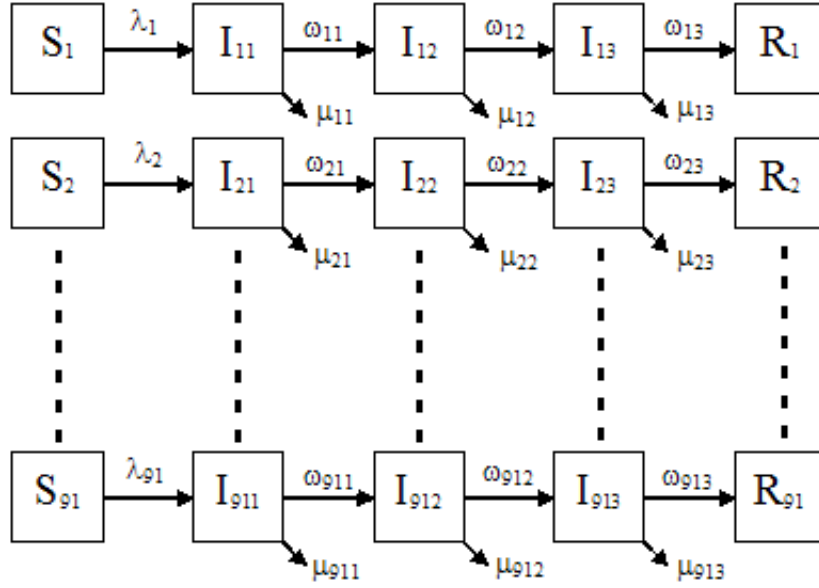 S₁ λ₁ I₁₁ ω₁₁ I₁₂ ω₁₂ I₁₃ ω₁₃ R₁
μ₁₁ μ₁₂ μ₁₃
S₂ λ₂ I₂₁ ω₂₁ I₂₂ ω₂₂ I₂₃ ω₂₃ R₂
μ₂₁ μ₂₂ μ₂₃
S₉₁ λ₉₁ I₉₁₁ ω₉₁₁ I₉₁₂ ω₉₁₂ I₉₁₃ ω₉₁₃ R₉₁
μ₉₁₁ μ₉₁₂ μ₉₁₃